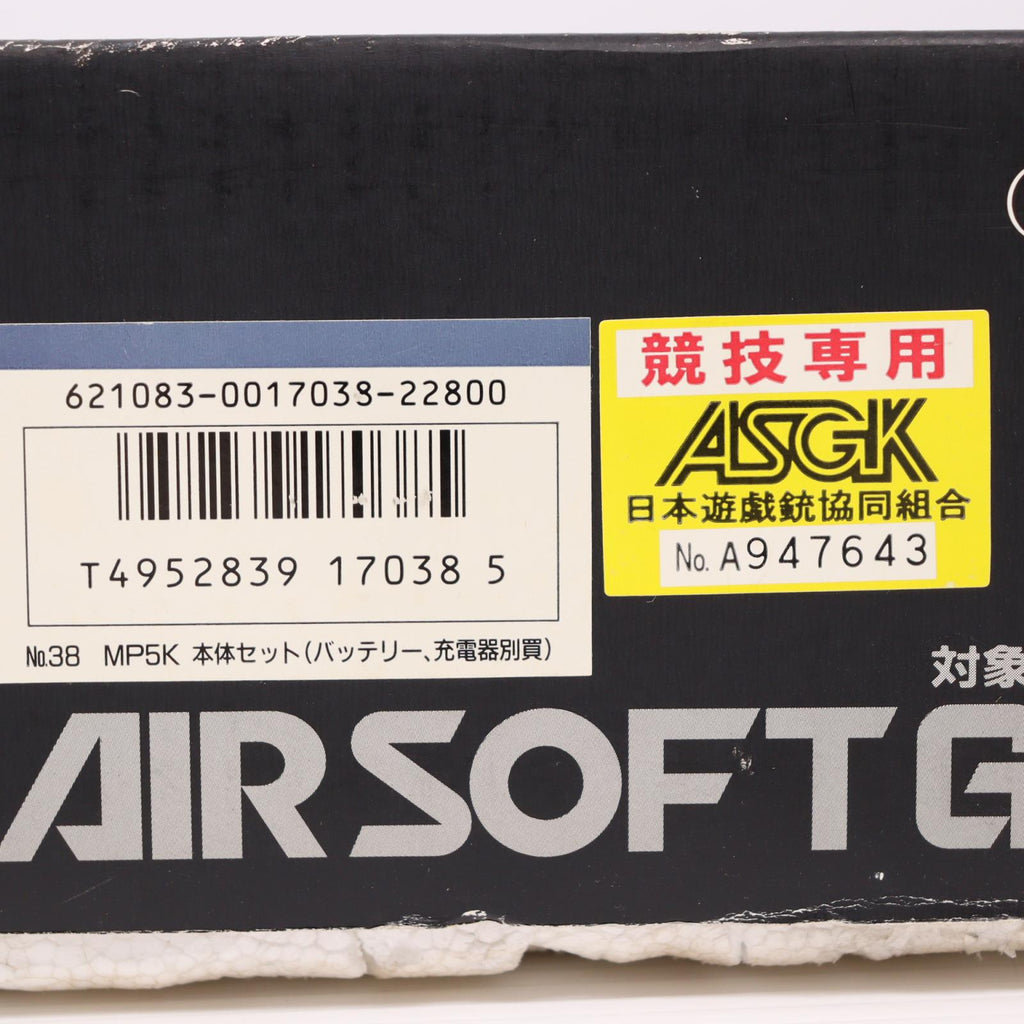 621083-0017038-22800
T4952839 17038 5
No.38 MP5K 本体セット(バッテリー、充電器別買)
競技専用
ASGK
日本遊戯銃協同組合
No. A947643
対象
AIRSOFT G